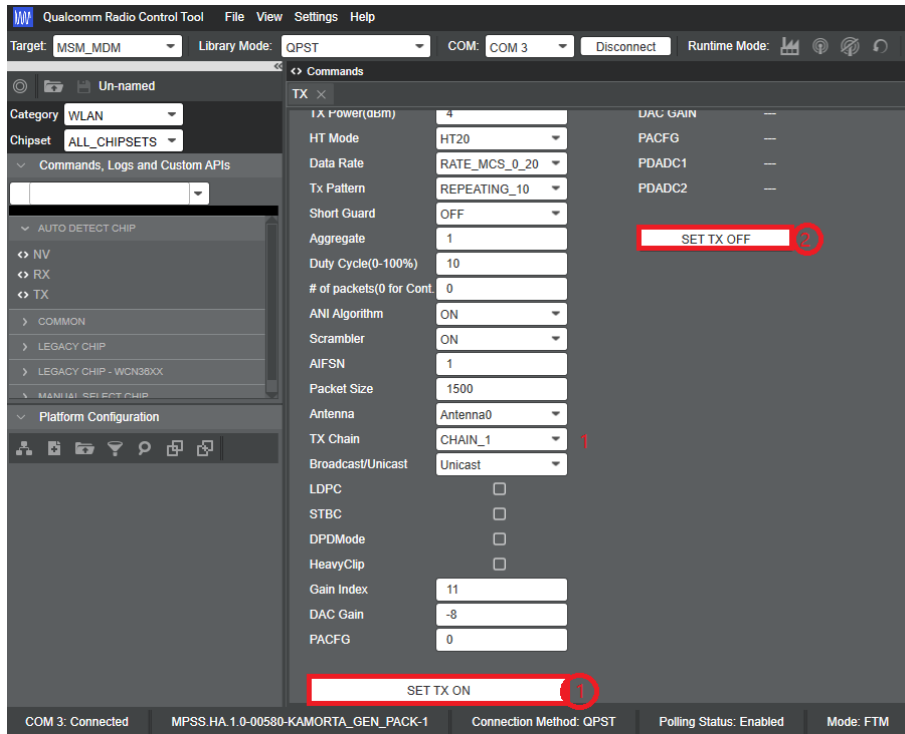 Qualcomm Radio Control Tool File View Settings Help
Target: MSM_MDM Library Mode: QPST COM: COM 3 Disconnect Runtime Mode:
Un-named
Category WLAN
Chipset ALL_CHIPSETS
Commands, Logs and Custom APIs
AUTO DETECT CHIP
NV
RX
TX
COMMON
LEGACY CHIP
LEGACY CHIP - WCN36XX
MANUAL SELECT CHIP
Platform Configuration
<> Commands
TX
TX Power(dBm) 4
HT Mode HT20
Data Rate RATE_MCS_0_20
Tx Pattern REPEATING_10
Short Guard OFF
Aggregate 1
Duty Cycle(0-100%) 10
# of packets(0 for Cont. 0
ANI Algorithm ON
Scrambler ON
AIFSN 1
Packet Size 1500
Antenna Antenna0
TX Chain CHAIN_1 1
Broadcast/Unicast Unicast
LDPC
STBC
DPDMode
HeavyClip
Gain Index 11
DAC Gain -8
PACFG 0
SET TX ON 1
DAC GAIN ---
PACFG ---
PDADC1 ---
PDADC2 ---
SET TX OFF 2
COM 3: Connected MPSS.HA.1.0-00580-KAMORTA_GEN_PACK-1 Connection Method: QPST Polling Status: Enabled Mode: FTM